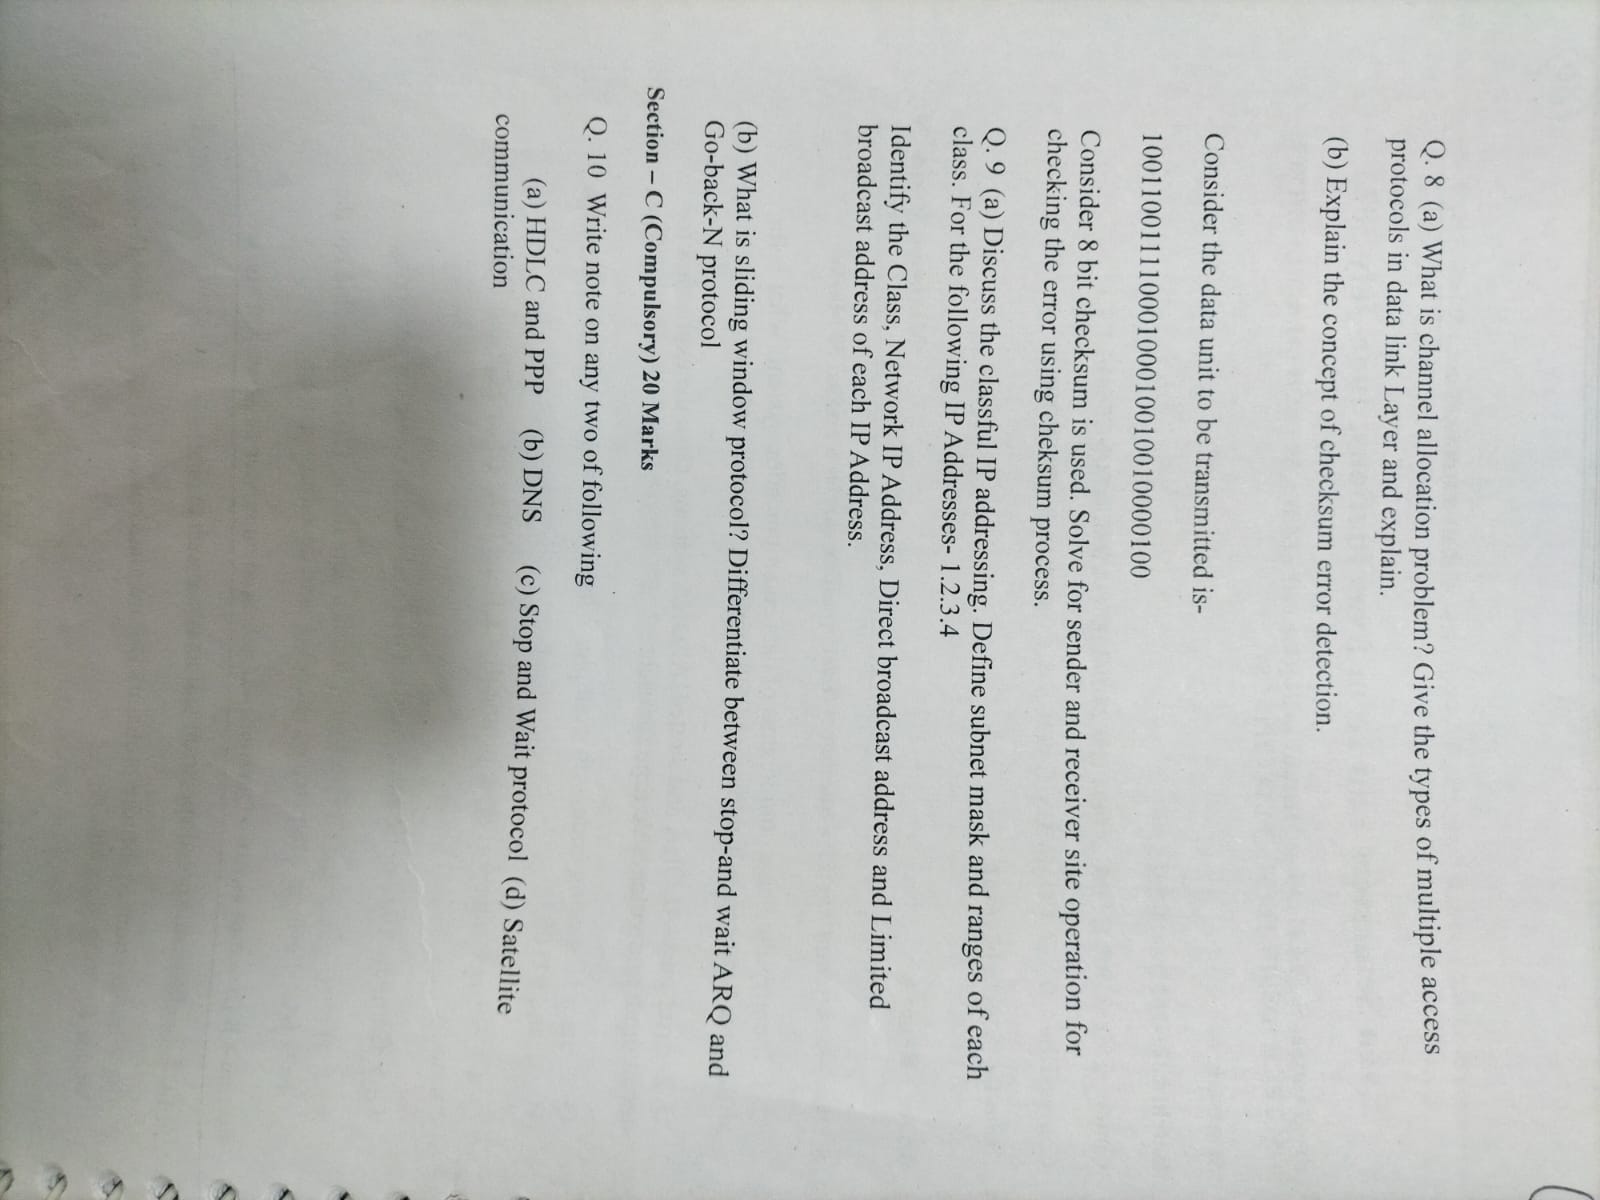 Q. 8 (a) What is channel allocation problem? Give the types of multiple access
protocols in data link Layer and explain.
(b) Explain the concept of checksum error detection.
Consider the data unit to be transmitted is-
10011001111000100010010010000100
Consider 8 bit checksum is used. Solve for sender and receiver site operation for
checking the error using cheksum process.
Q. 9 (a) Discuss the classful IP addressing. Define subnet mask and ranges of each
class. For the following IP Addresses- 1.2.3.4
Identify the Class, Network IP Address, Direct broadcast address and Limited
broadcast address of each IP Address.
(b) What is sliding window protocol? Differentiate between stop-and wait ARQ and
Go-back-N protocol
Section – C (Compulsory) 20 Marks
Q. 10 Write note on any two of following
(a) HDLC and PPP (b) DNS (c) Stop and Wait protocol (d) Satellite
communication